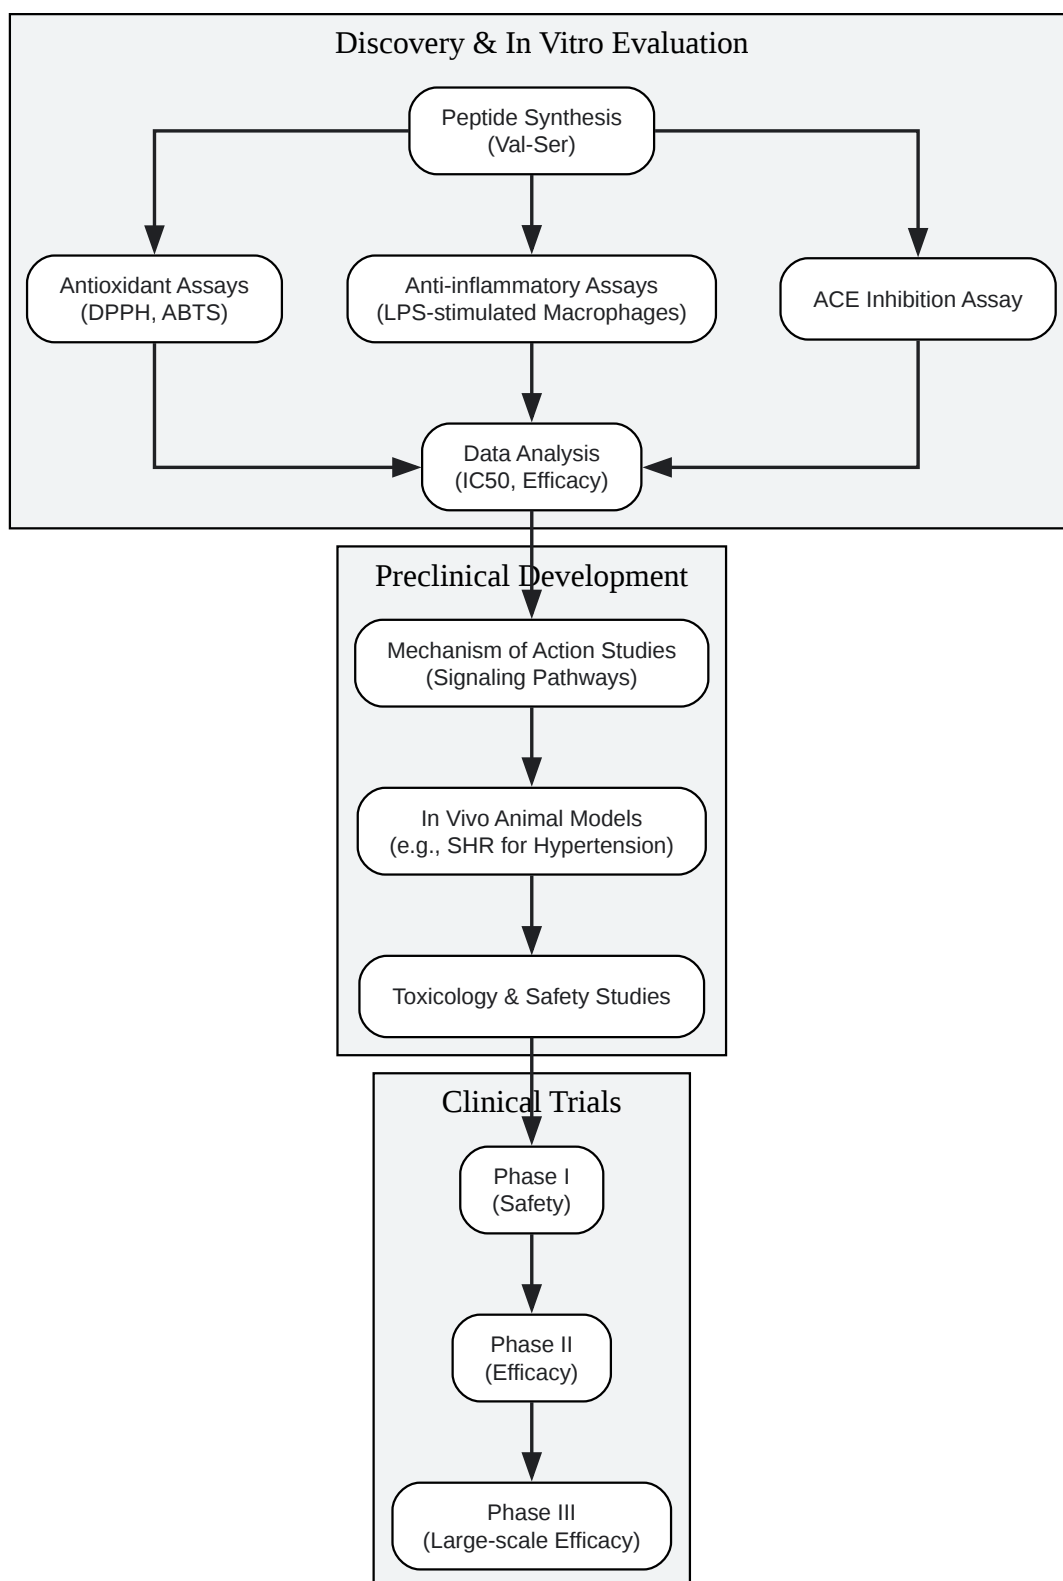 Discovery & In Vitro Evaluation
Peptide Synthesis
(Val-Ser)
Antioxidant Assays
(DPPH, ABTS)
Anti-inflammatory Assays
(LPS-stimulated Macrophages)
ACE Inhibition Assay
Data Analysis
(IC50, Efficacy)
Preclinical Development
Mechanism of Action Studies
(Signaling Pathways)
In Vivo Animal Models
(e.g., SHR for Hypertension)
Toxicology & Safety Studies
Clinical Trials
Phase I
(Safety)
Phase II
(Efficacy)
Phase III
(Large-scale Efficacy)